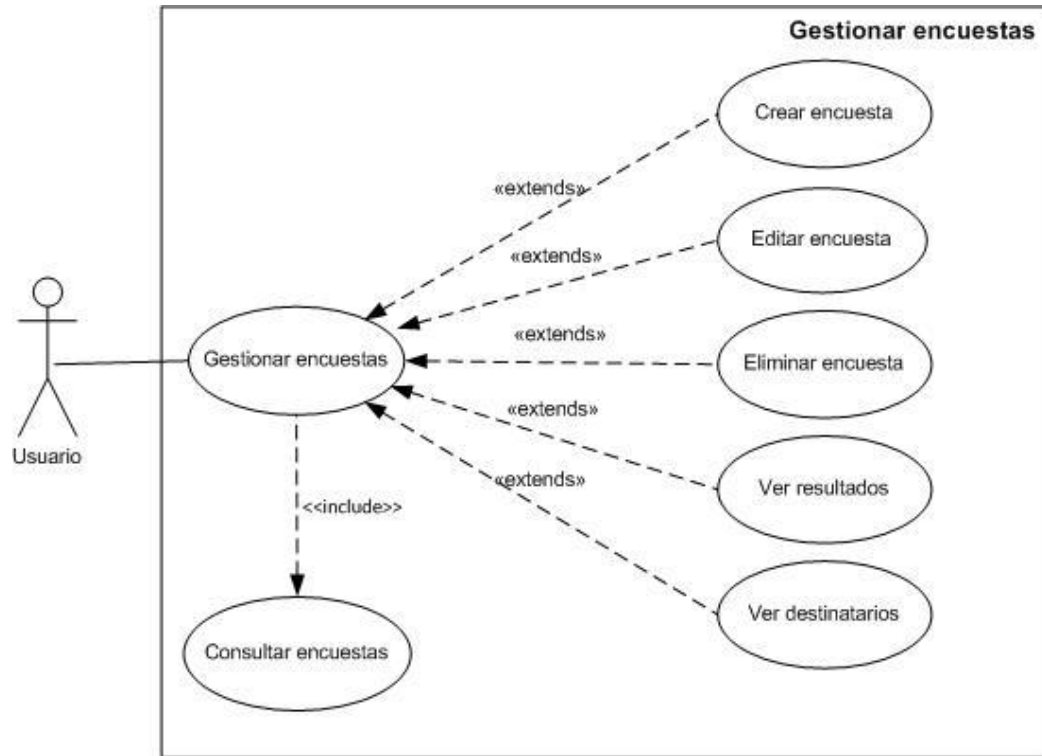 Gestionar encuestas
Crear encuesta
«extends»
Editar encuesta
«extends»
«extends»
Gestionar encuestas
Eliminar encuesta
«extends»
Usuario
«extends»
Ver resultados
<<include>>
Ver destinatarios
Consultar encuestas